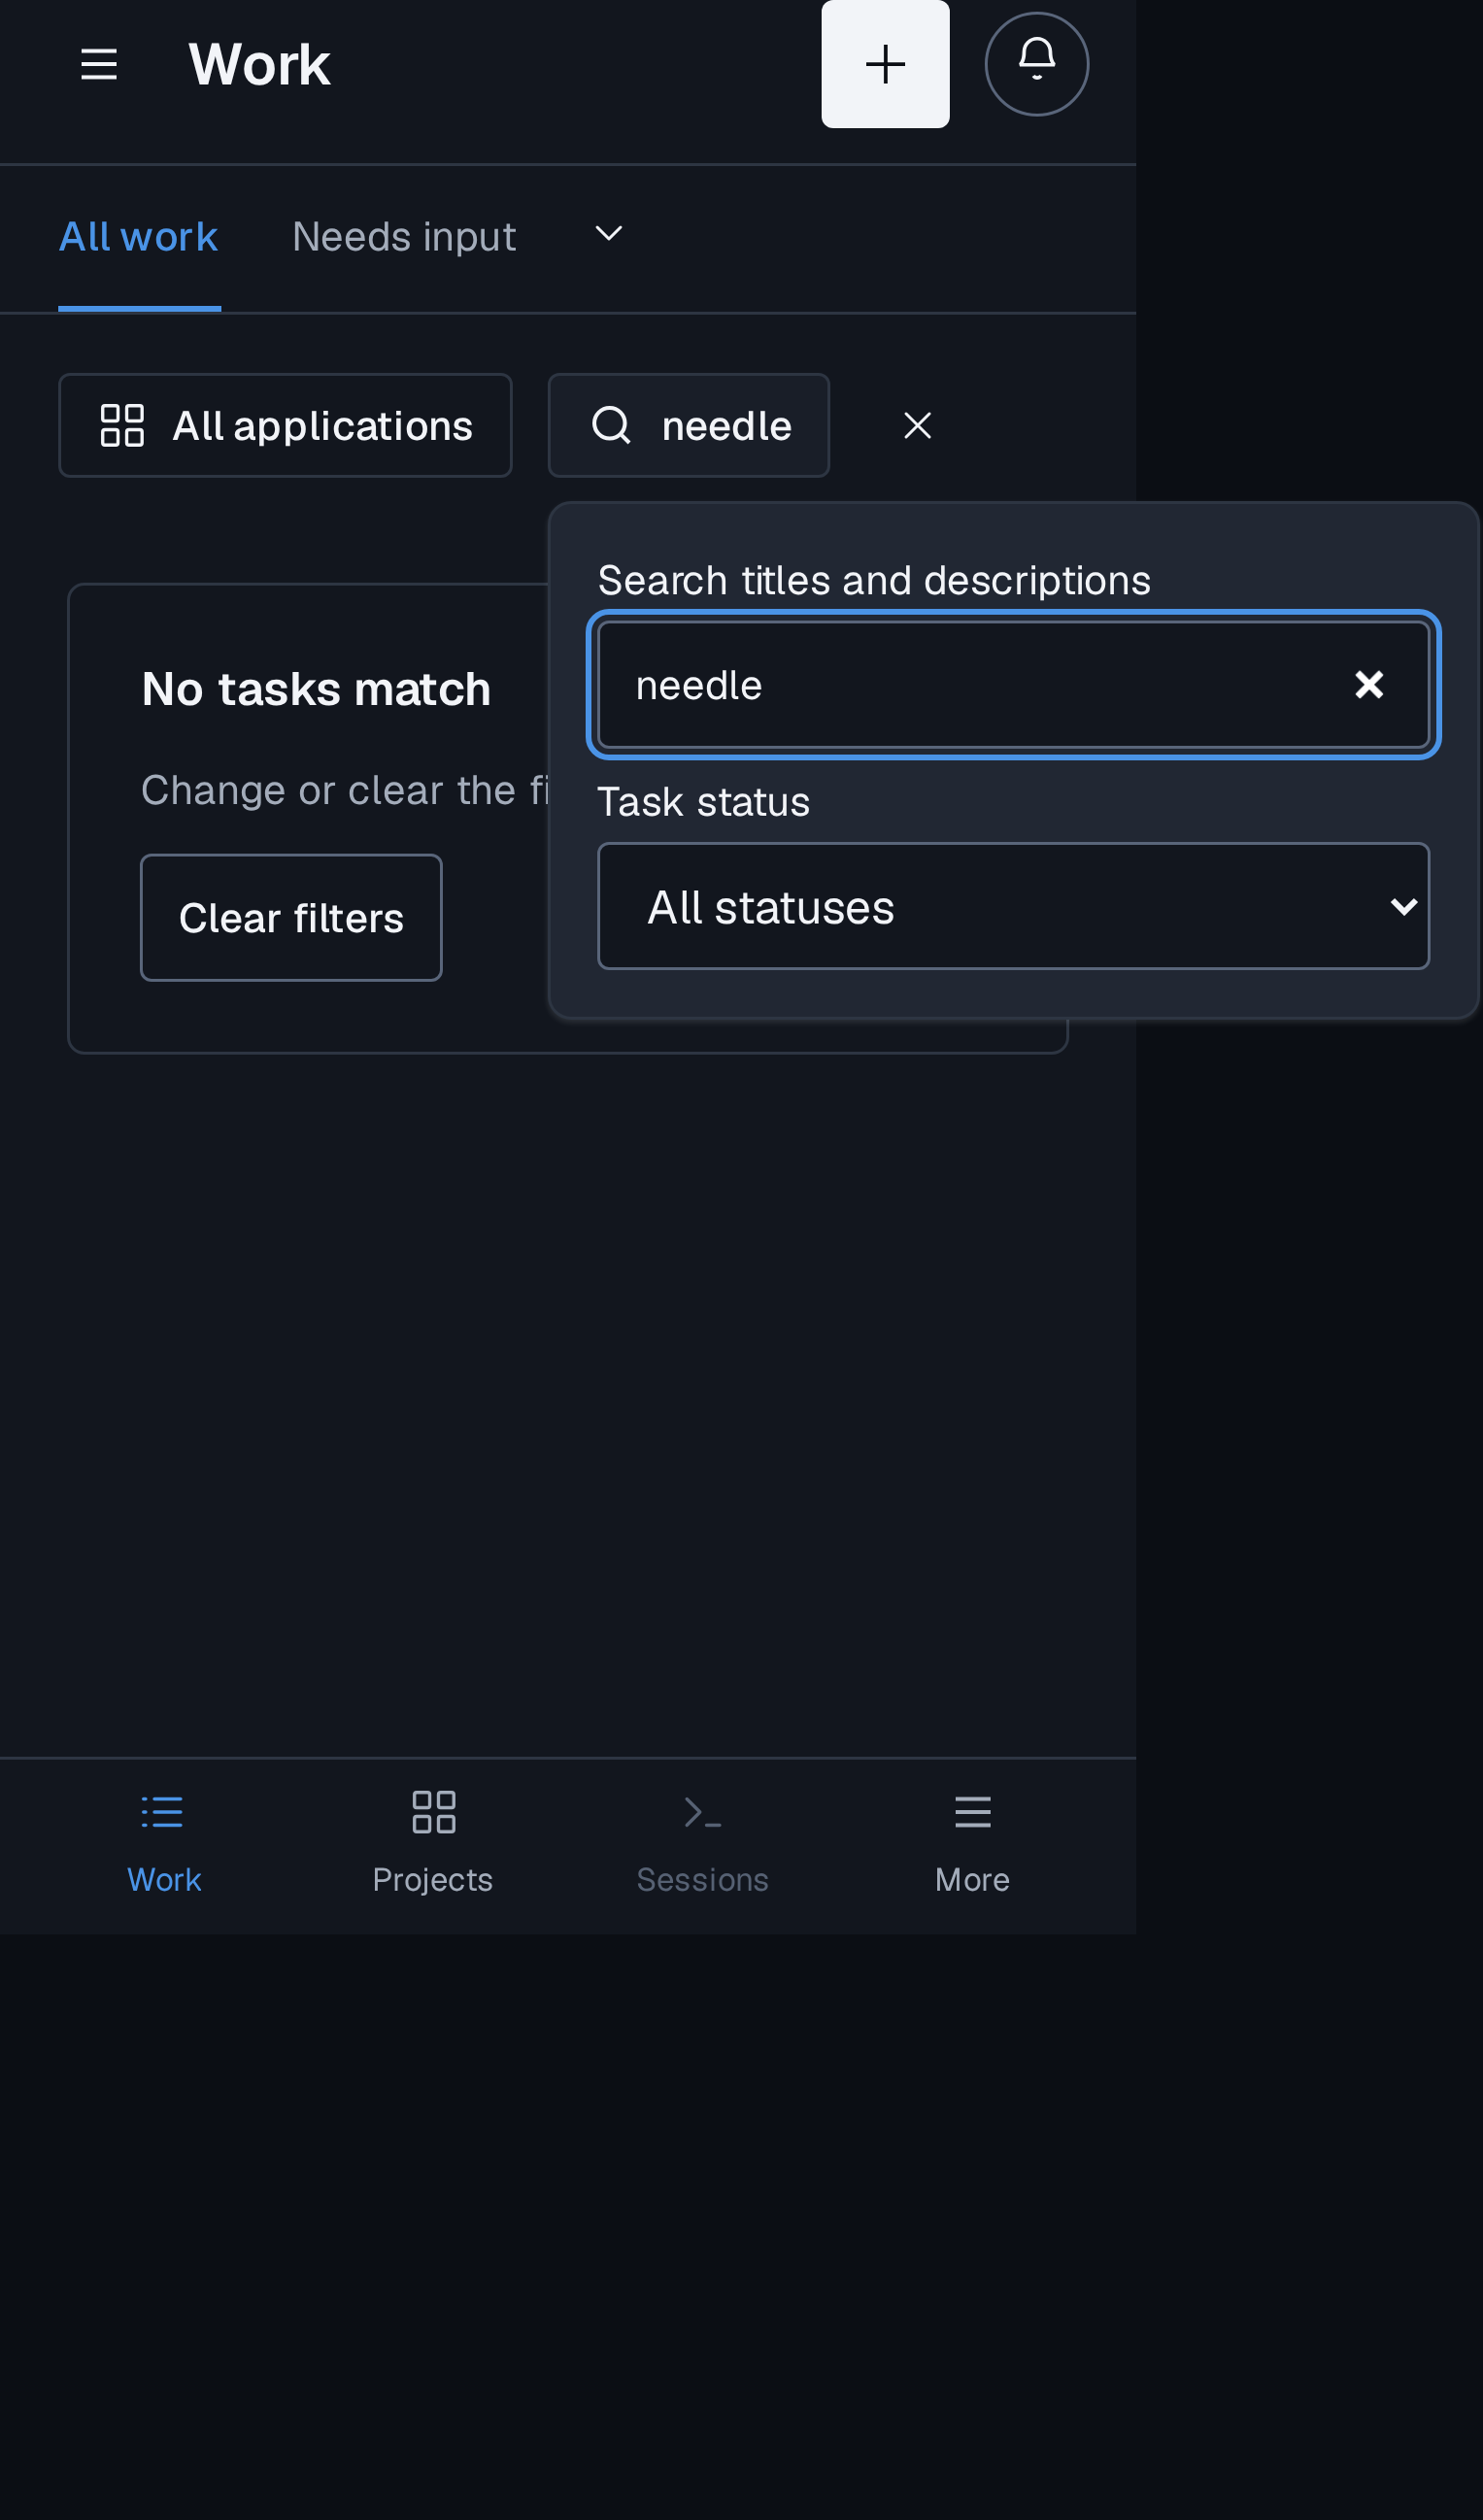 Work
All work
Needs input
All applications
needle
Search titles and descriptions
needle
Task status
All statuses
No tasks match
Change or clear the
Clear filters
Work
Projects
Sessions
More